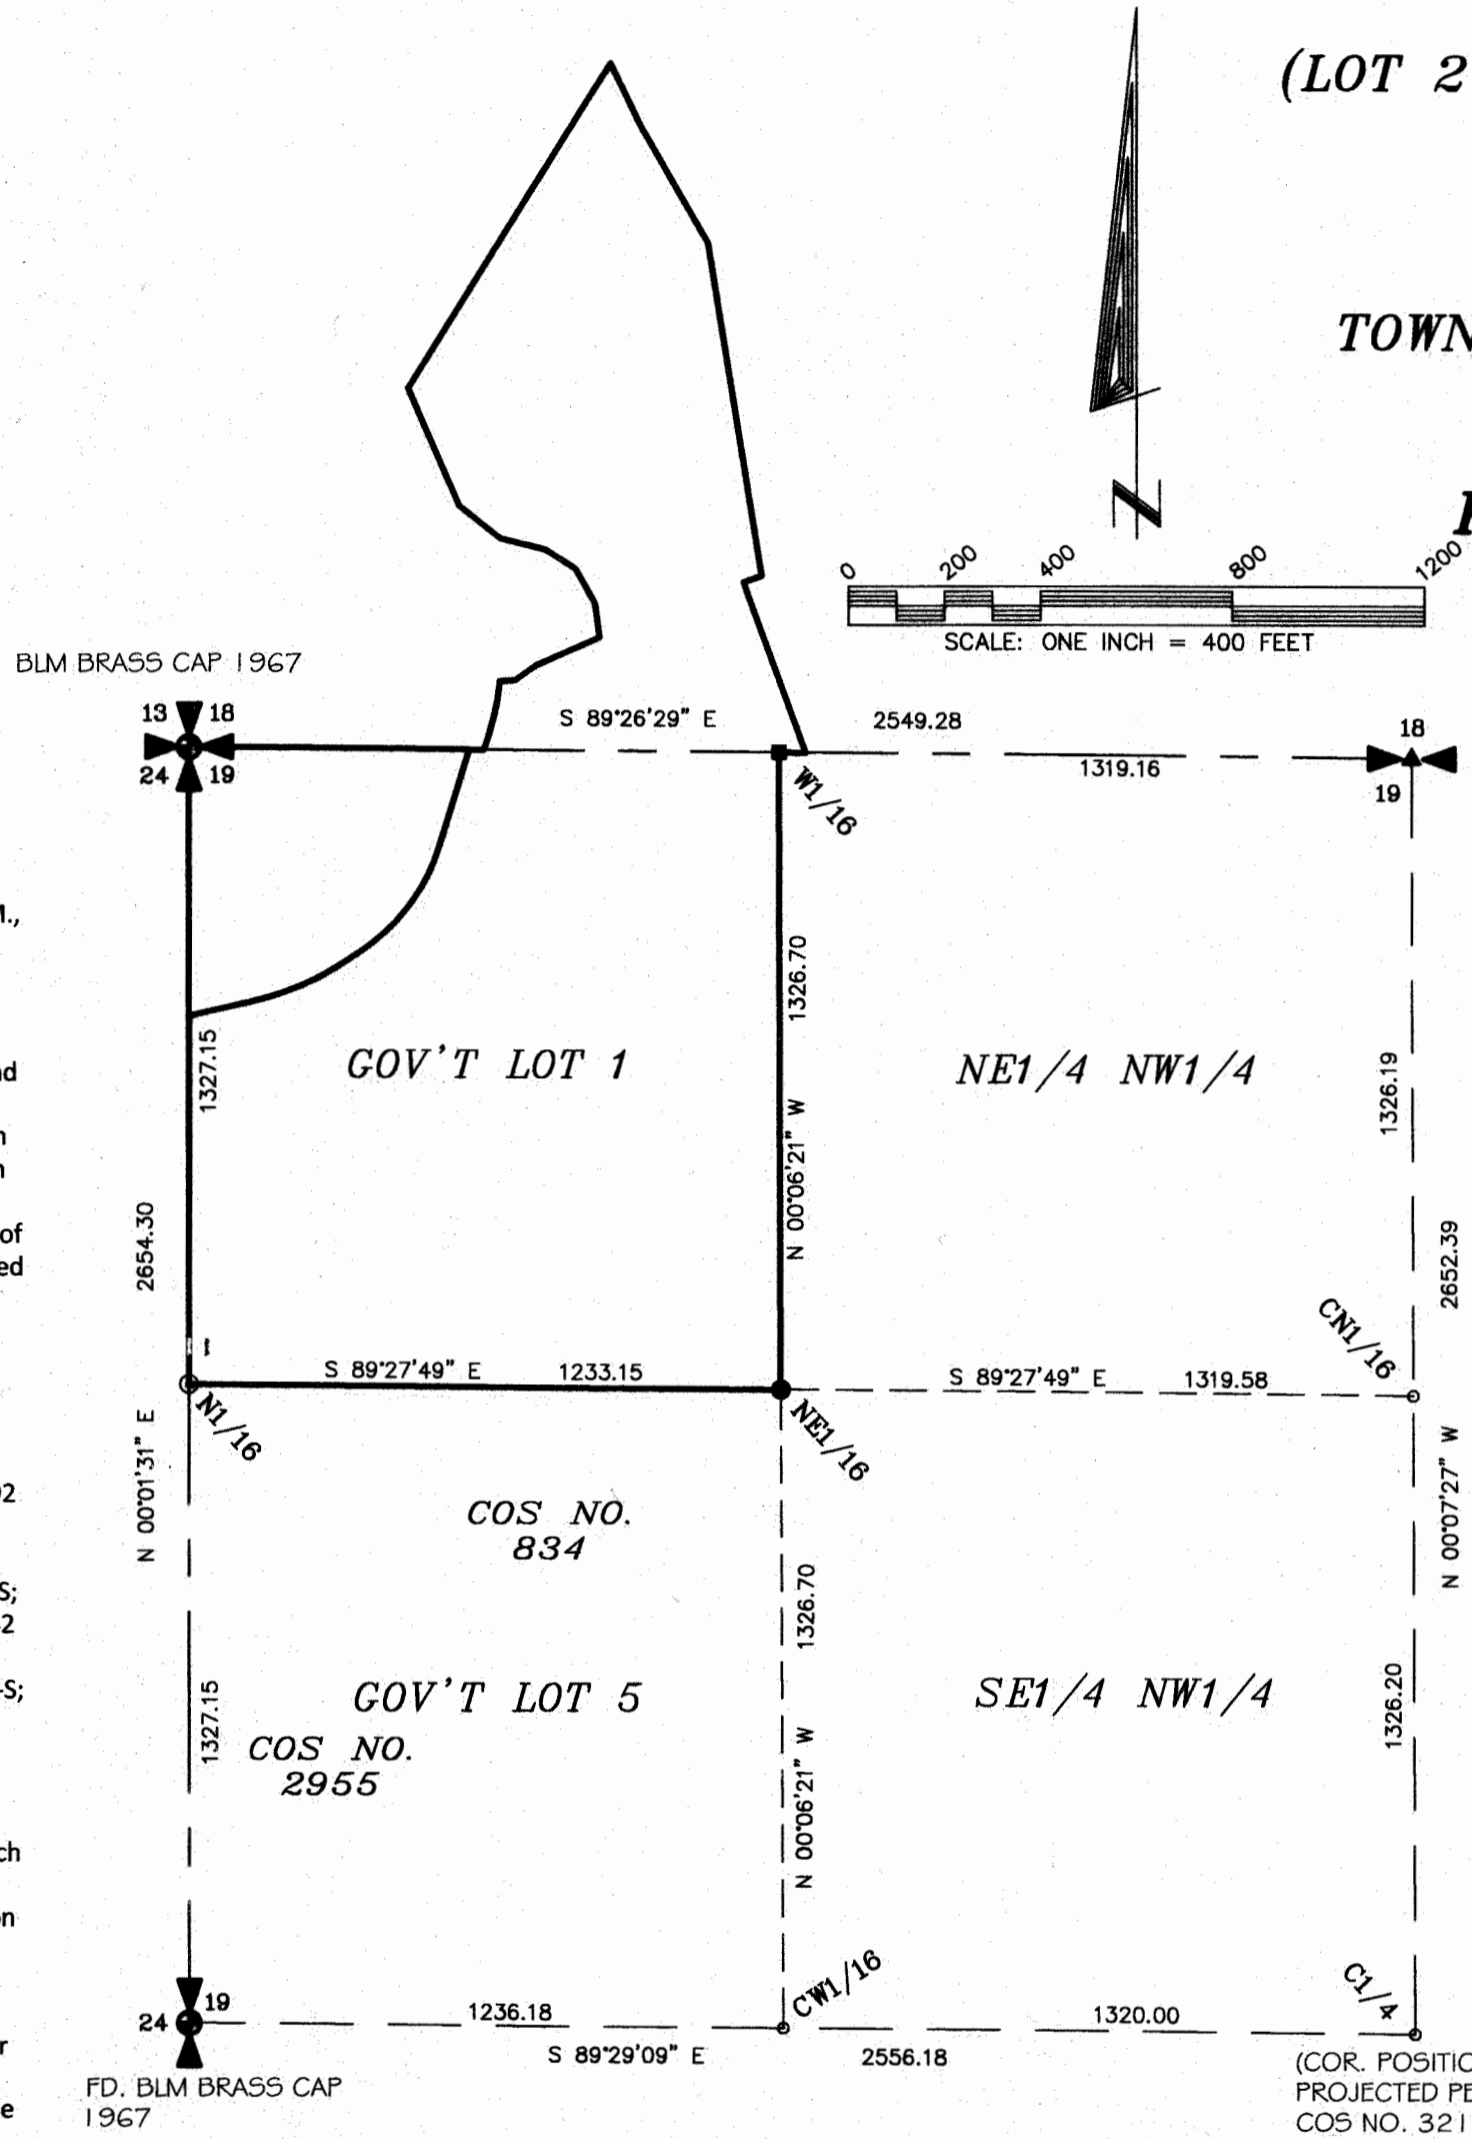 (LOT 2
TOWN
0 200 400 800 1200
SCALE: ONE INCH = 400 FEET
BLM BRASS CAP 1967
13 18
24 19
S 89°26'29" E
2549.28
1319.16
18
19
W1/16
1326.70
N 00°06'21" W
1327.15
2654.30
GOV'T LOT 1
NE1/4 NW1/4
1326.19
2652.39
CN1/16
S 89°27'49" E 1233.15
S 89°27'49" E 1319.58
N1/16
NE1/16
N 00°01'31" E
N 00°07'27" W
COS NO.
834
1326.70
GOV'T LOT 5
SE1/4 NW1/4
1327.15
COS NO.
2955
N 00°06'21" W
1326.20
CW1/16
C1/4
24 19
1236.18
1320.00
S 89°29'09" E
2556.18
FD. BLM BRASS CAP
1967
(COR. POSITIO
PROJECTED PE
COS NO. 321
of
S;
on